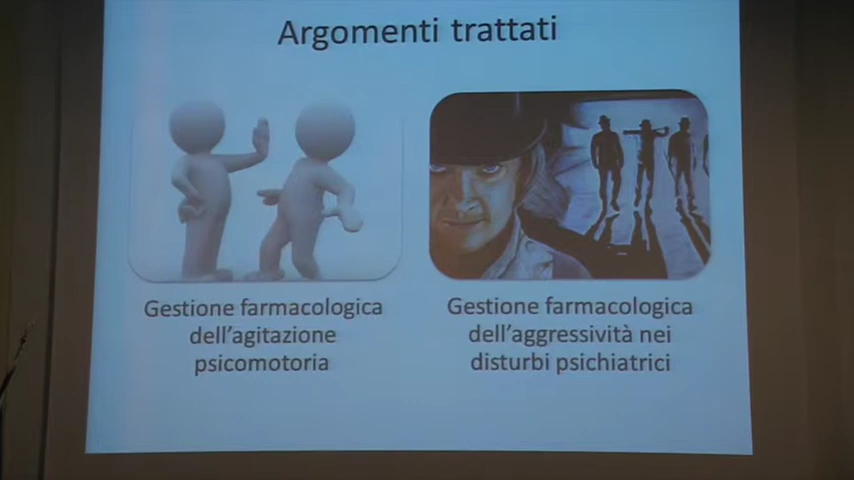 Argomenti trattati
Gestione farmacologica
dell'agitazione
psicomotoria
Gestione farmacologica
dell'aggressività nei
disturbi psichiatrici